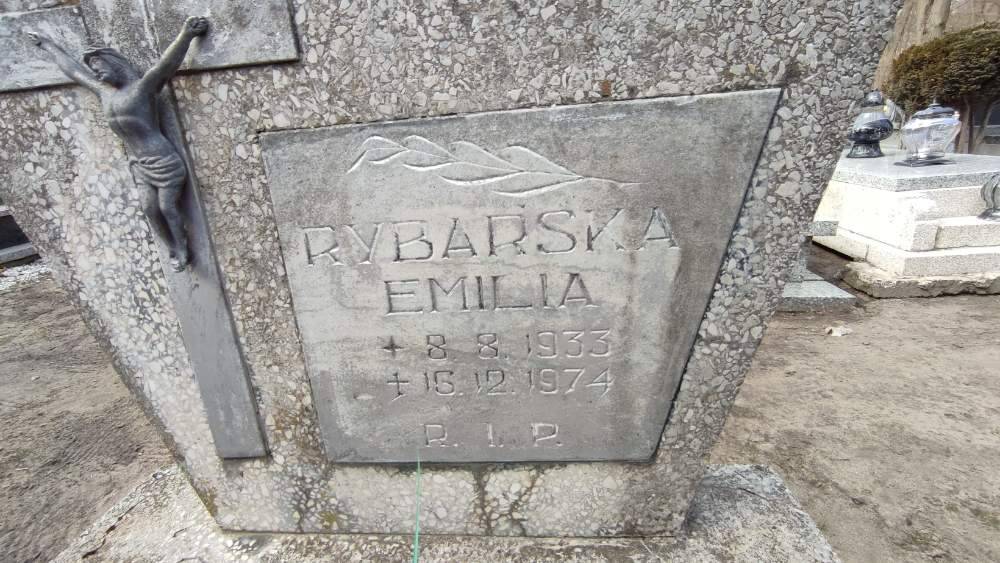 RYBARSKA
EMILIA
+ 8. 8. 1933
+ 16. 12. 1974
R. I. P.